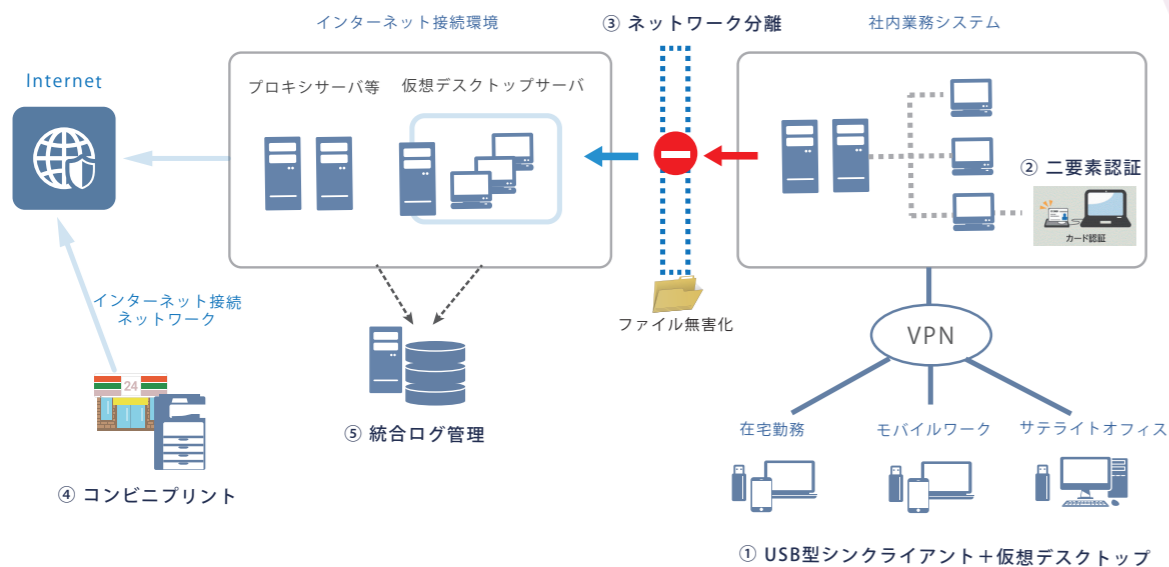 インターネット接続環境
③ ネットワーク分離
社内業務システム
Internet
プロキシサーバ等
仮想デスクトップサーバ
② 二要素認証
カード認証
インターネット接続
ネットワーク
ファイル無害化
VPN
24
⑤ 統合ログ管理
在宅勤務
モバイルワーク
サテライトオフィス
④ コンビニプリント
① USB型シンクライアント＋仮想デスクトップ